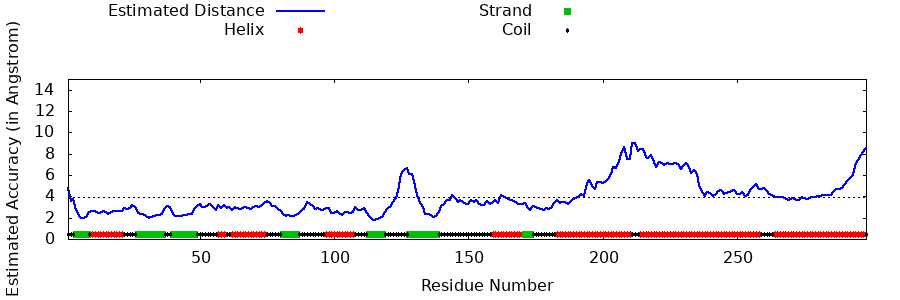 Estimated Distance
Strand
Helix
Coil
Estimated Accuracy (in Angstrom)
14
12
10
8
6
4
2
0
50
100
150
200
250
Residue Number